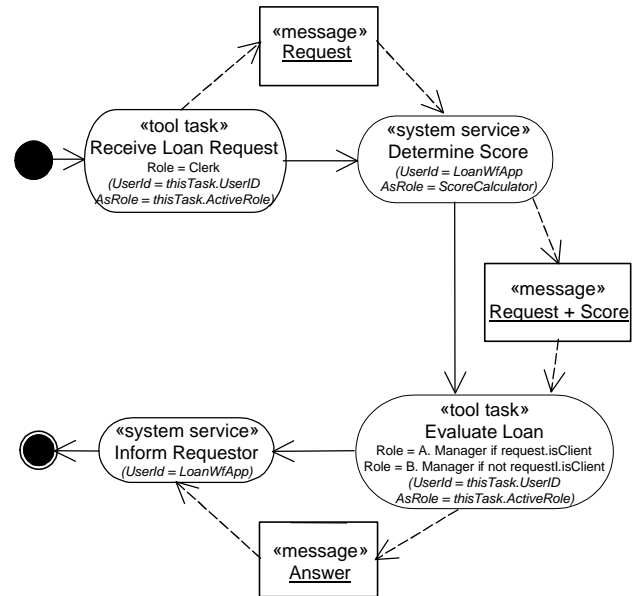 «message»
Request
«tool task»
Receive Loan Request
Role = Clerk
(UserId = thisTask.UserID
AsRole = thisTask.ActiveRole)
«system service»
Determine Score
(UserId = LoanWfApp
AsRole = ScoreCalculator)
«message»
Request + Score
«tool task»
Evaluate Loan
Role = A. Manager if request.isClient
Role = B. Manager if not requestl.isClient
(UserId = thisTask.UserID
AsRole = thisTask.ActiveRole)
«system service»
Inform Requestor
(UserId = LoanWfApp)
«message»
Answer